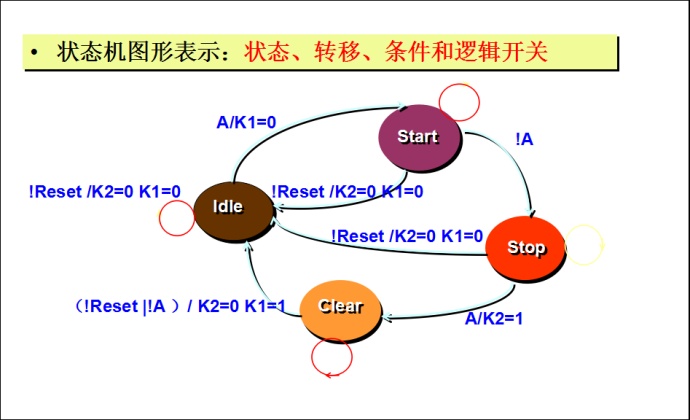 • 状态机图形表示：状态、转移、条件和逻辑开关
A/K1=0
Start
!A
!Reset /K2=0 K1=0
!Reset /K2=0 K1=0
Idle
!Reset /K2=0 K1=0
Stop
（!Reset |!A ）/ K2=0 K1=1
Clear
A/K2=1